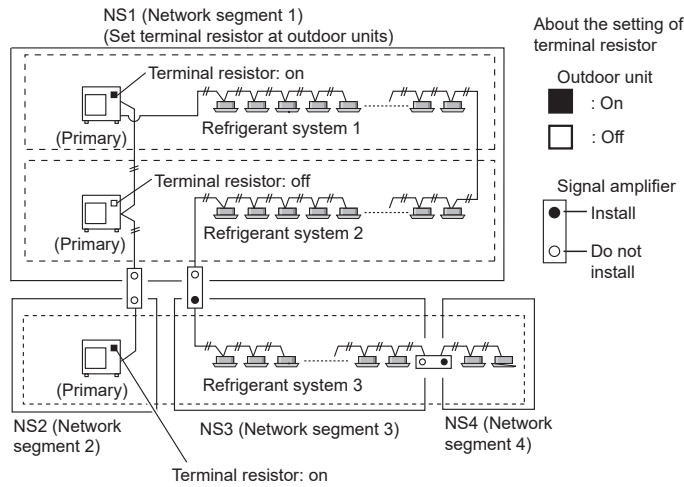 NS1 (Network segment 1)
(Set terminal resistor at outdoor units)
About the setting of
terminal resistor
Outdoor unit
: On
: Off
Signal amplifier
Install
Do not
install
Terminal resistor: on
(Primary)
Refrigerant system 1
Terminal resistor: off
(Primary)
Refrigerant system 2
(Primary)
Refrigerant system 3
NS2 (Network
segment 2)
NS3 (Network segment 3)
NS4 (Network
segment 4)
Terminal resistor: on